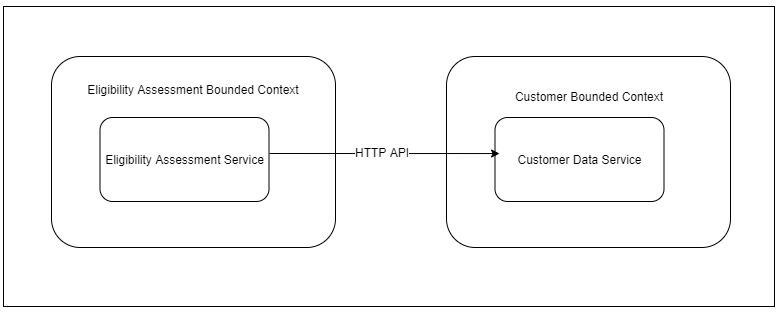 Eligibility Assessment Bounded Context
Customer Bounded Context
Eligibility Assessment Service
HTTP API
Customer Data Service